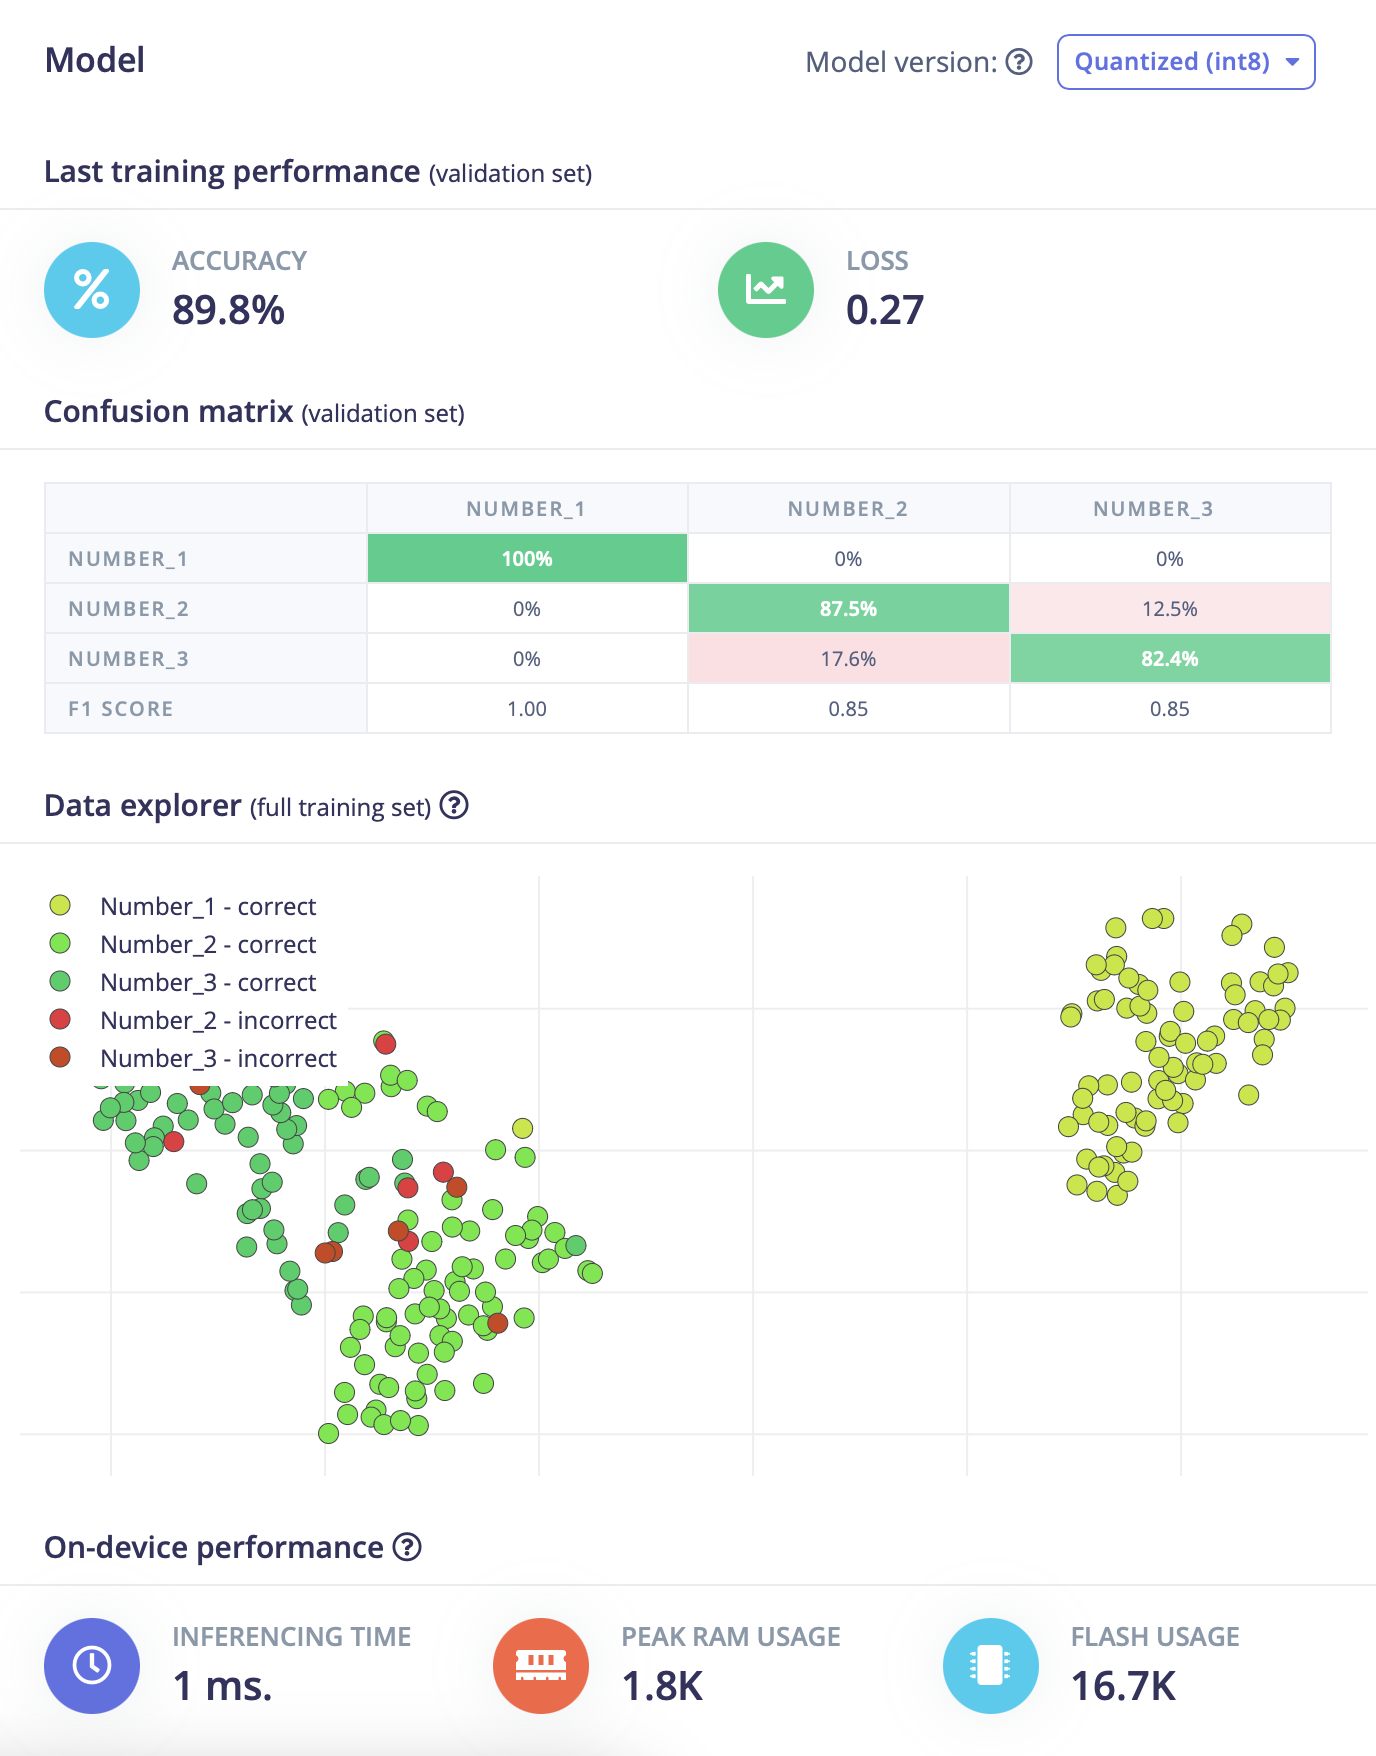 Model
Model version: ? Quantized (int8)
Last training performance (validation set)
% ACCURACY
89.8%
LOSS
0.27
Confusion matrix (validation set)
NUMBER_1 NUMBER_2 NUMBER_3
NUMBER_1 100% 0% 0%
NUMBER_2 0% 87.5% 12.5%
NUMBER_3 0% 17.6% 82.4%
F1 SCORE 1.00 0.85 0.85
Data explorer (full training set) ?
Number_1 - correct
Number_2 - correct
Number_3 - correct
Number_2 - incorrect
Number_3 - incorrect
On-device performance ?
INFERENCING TIME
1 ms.
PEAK RAM USAGE
1.8K
FLASH USAGE
16.7K